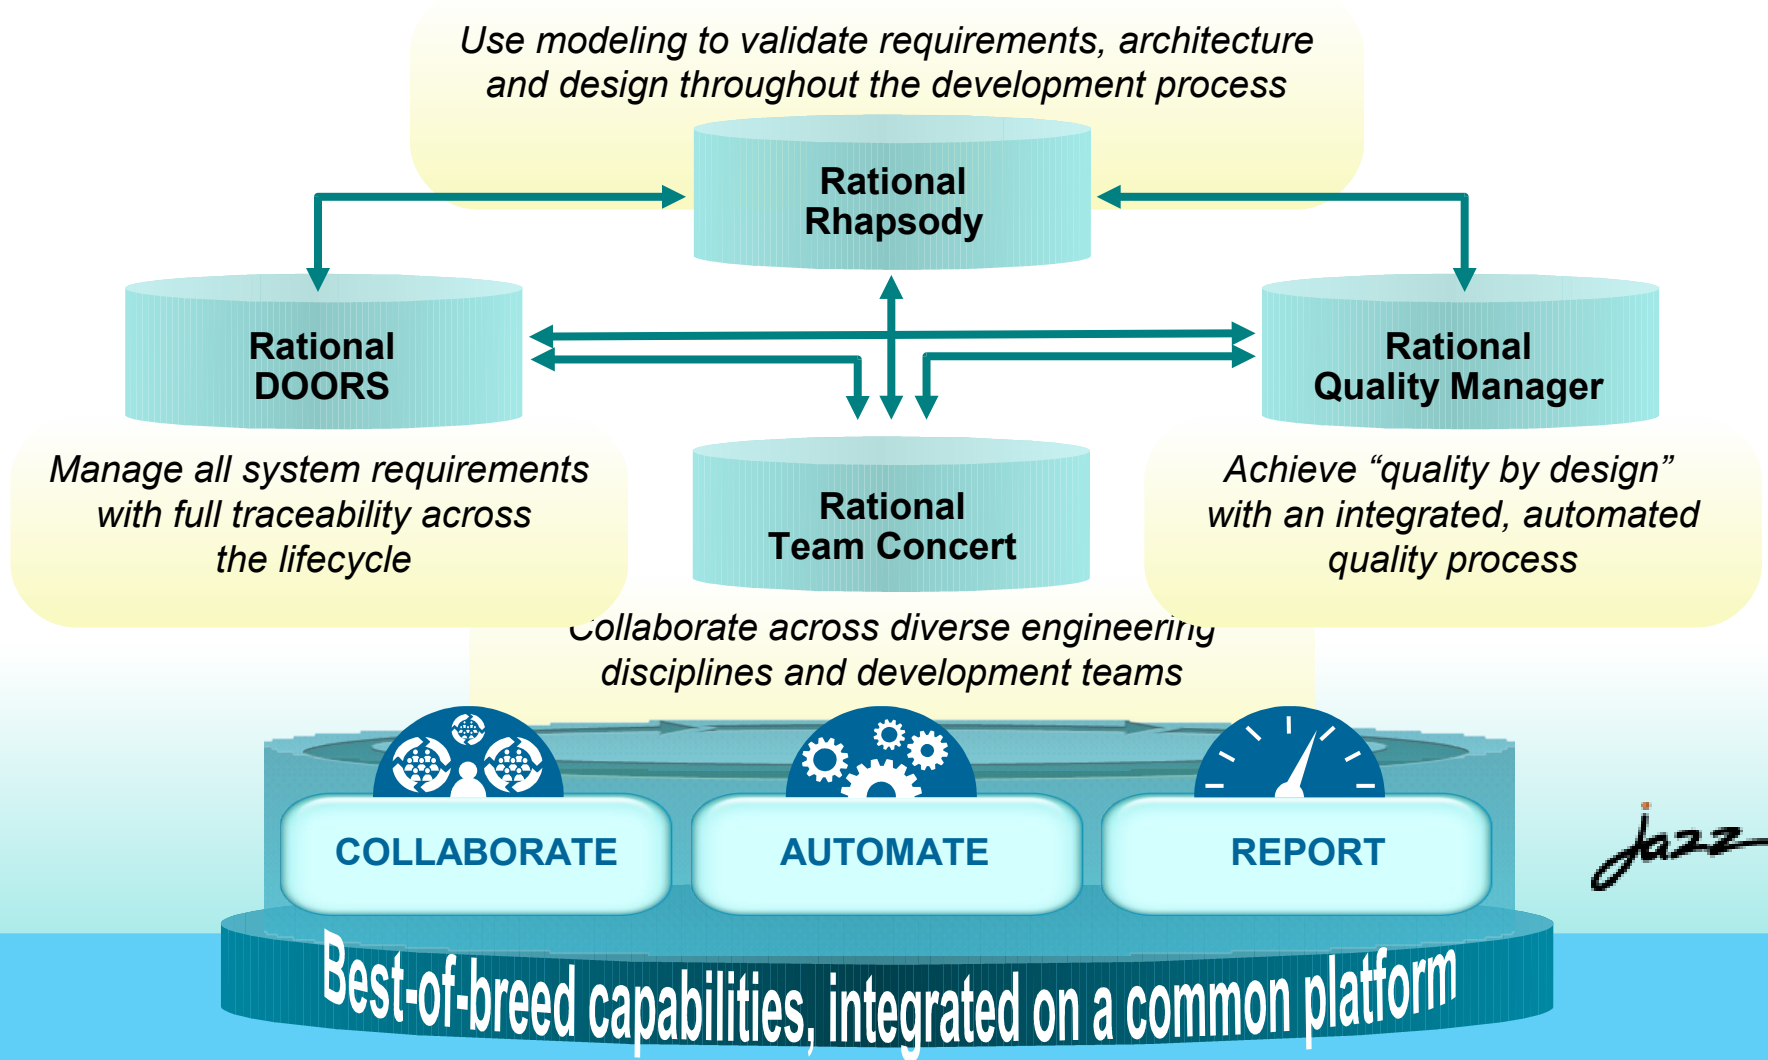 Use modeling to validate requirements, architecture
and design throughout the development process
Rational
Rhapsody
Rational
DOORS
Rational
Quality Manager
Manage all system requirements
with full traceability across
the lifecycle
Rational
Team Concert
Achieve “quality by design”
with an integrated, automated
quality process
Collaborate across diverse engineering
disciplines and development teams
COLLABORATE
AUTOMATE
REPORT
jazz
Best-of-breed capabilities, integrated on a common platform